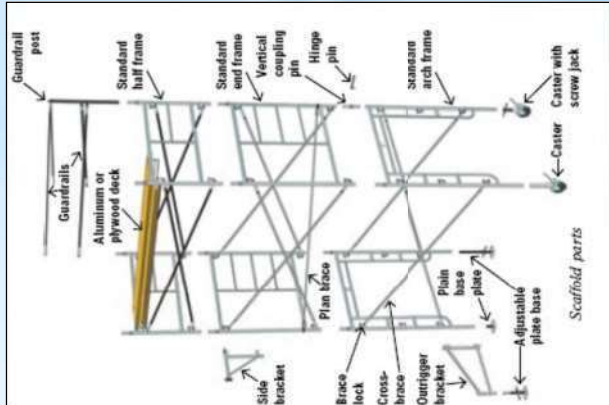 Guardrail
post
Guardrails
Standard
half frame
Aluminum or
plywood deck
Standard
end frame
Vertical
coupling
pin
Hinge
pin
Plan brace
Side
bracket
Standard
arch frame
Brace
lock
Cross-
brace
Plain
base
plate
Outrigger
bracket
Adjustable
plate base
Caster
Caster with
screw jack
Scaffold parts